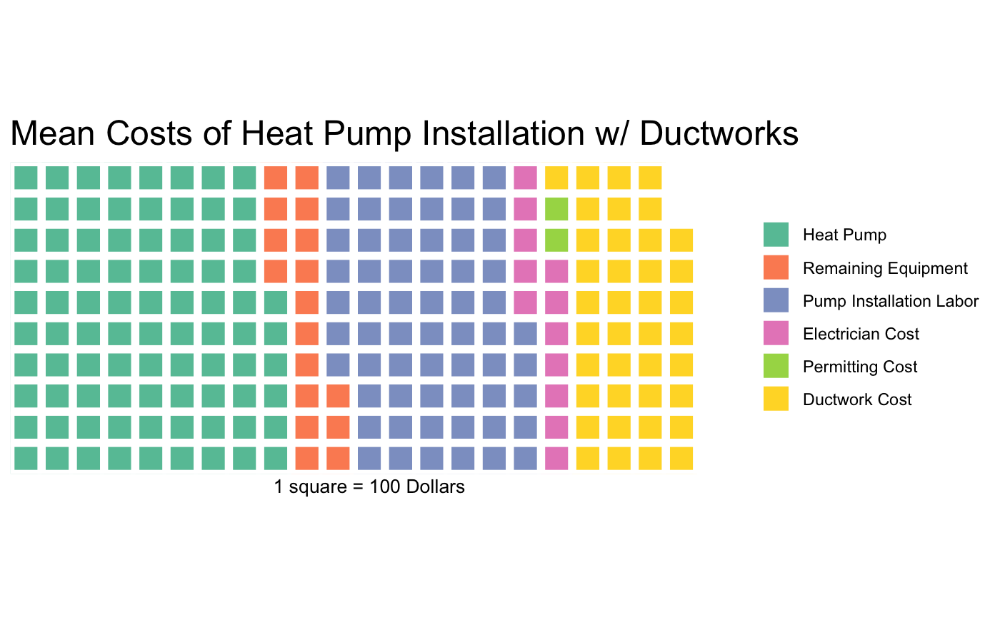 Mean Costs of Heat Pump Installation w/ Ductworks
Heat Pump
Remaining Equipment
Pump Installation Labor
Electrician Cost
Permitting Cost
Ductwork Cost
1 square = 100 Dollars